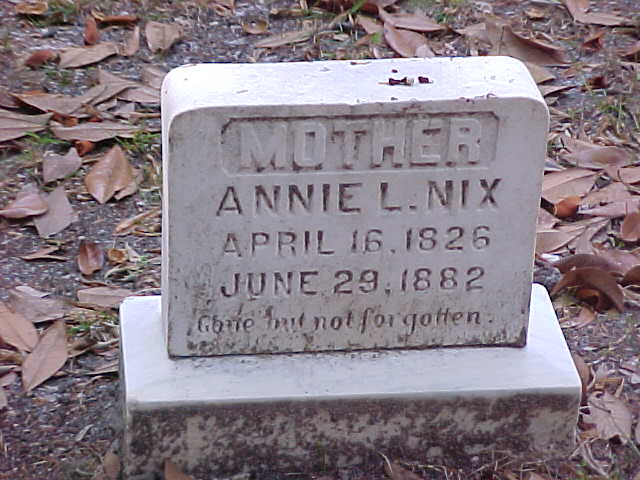 MOTHER
ANNIE L. NIX
APRIL 16, 1826
JUNE 29, 1882
Gone but not forgotten.